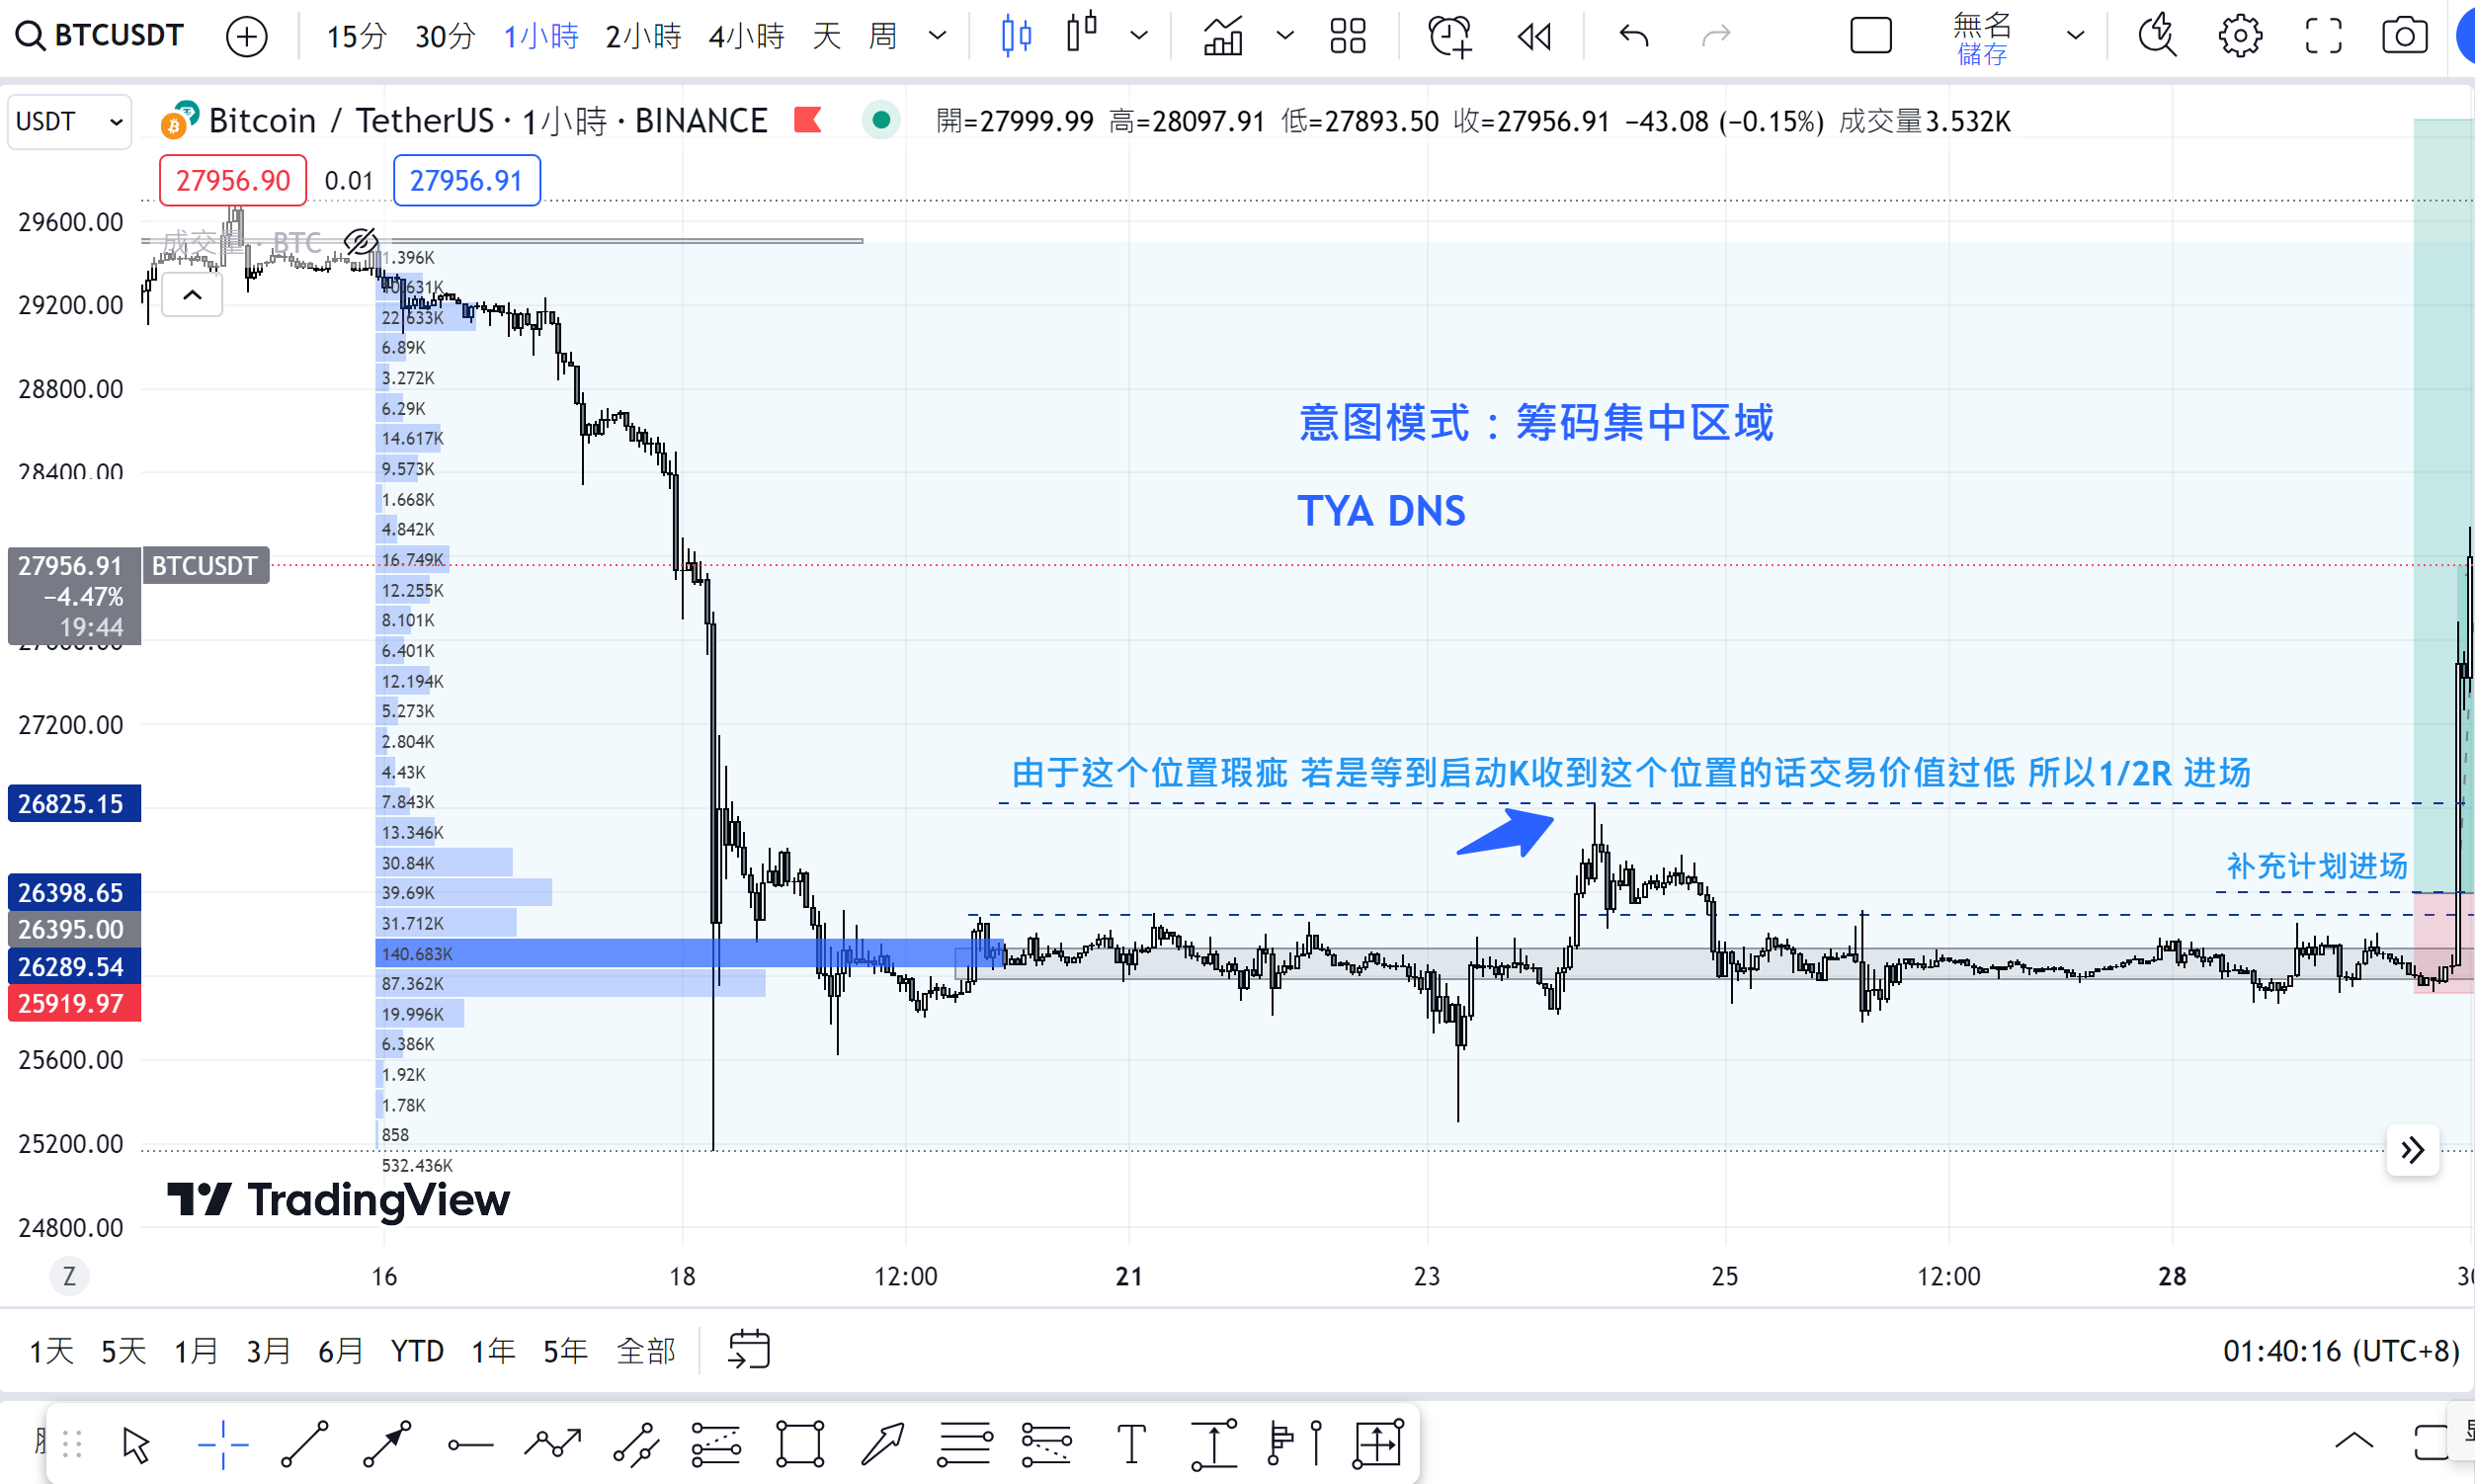 BTCUSDT 15分 30分 1小時 2小時 4小時 天 周 無名
儲存
USDT Bitcoin / TetherUS · 1小時 · BINANCE 開=27999.99 高=28097.91 低=27893.50 收=27956.91 −43.08 (−0.15%) 成交量3.532K
27956.90 0.01 27956.91
29600.00
成交量 · BTC
1.396K
10.631K
29200.00
22.633K
6.89K
3.272K
28800.00
6.29K
意图模式：筹码集中区域
14.617K
9.573K
28400.00
1.668K
TYA DNS
4.842K
16.749K
27956.91 BTCUSDT
−4.47%
12.255K
8.101K
19:44
27600.00
6.401K
12.194K
5.273K
27200.00
2.804K
4.43K
由于这个位置瑕疵 若是等到启动K收到这个位置的话交易价值过低 所以1/2R 进场
7.843K
26825.15
13.346K
30.84K
补充计划进场
39.69K
26398.65
31.712K
26395.00
140.683K
26289.54
87.362K
25919.97
19.996K
6.386K
25600.00
1.92K
1.78K
858
25200.00
532.436K
TradingView
24800.00
Z 16 18 12:00 21 23 25 12:00 28 30
1天 5天 1月 3月 6月 YTD 1年 5年 全部 01:40:16 (UTC+8)